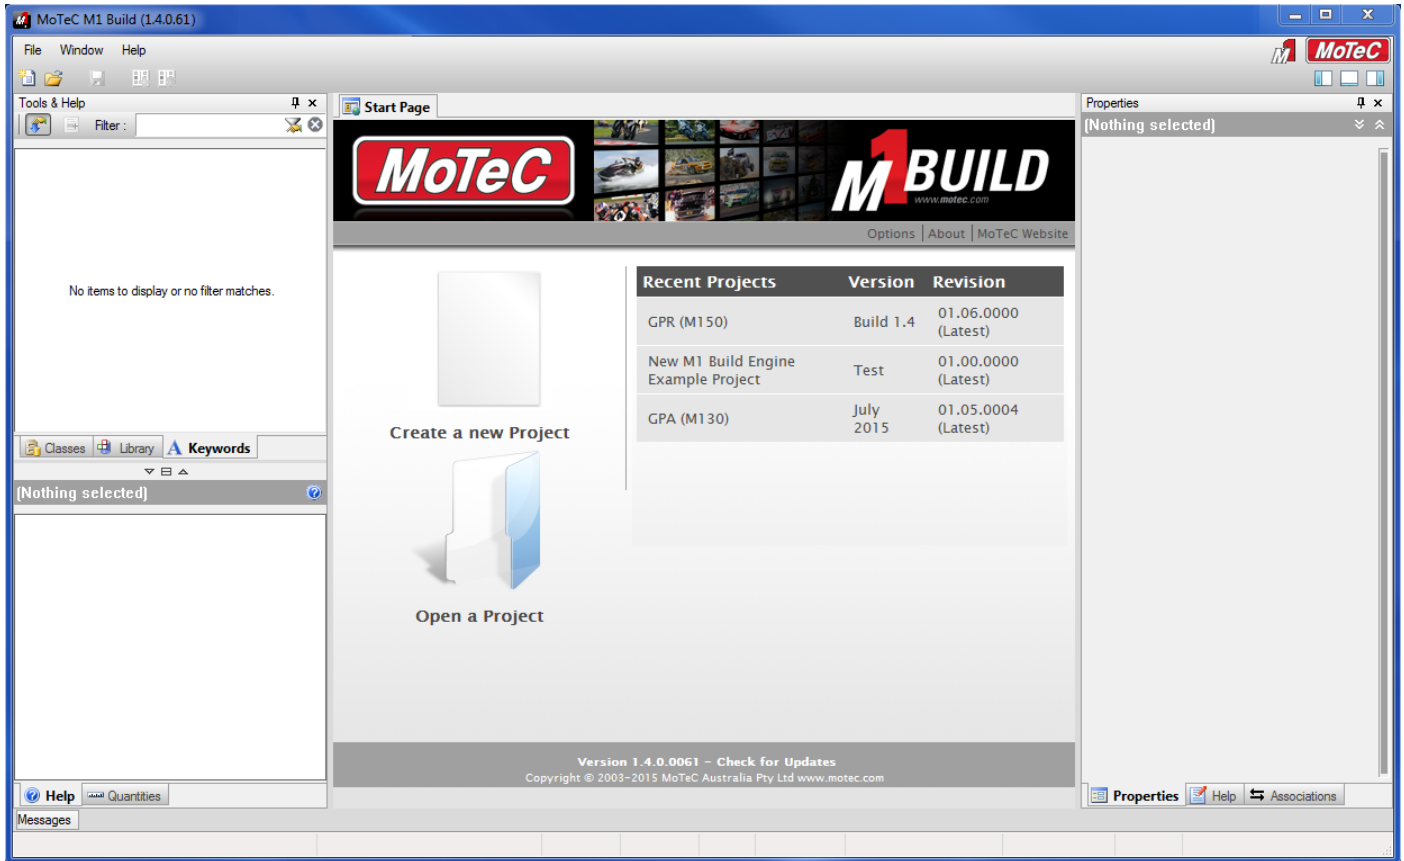 MoTeC M1 Build (1.4.0.61)
File Window Help
M1 MoTeC
Tools & Help
Filter :
No items to display or no filter matches.
Classes Library Keywords
(Nothing selected)
Help Quantities
Messages
Start Page
MoTeC
M1 BUILD
www.motec.com
Options | About | MoTeC Website
Create a new Project
Open a Project
Recent Projects Version Revision
GPR (M150) Build 1.4 01.06.0000
(Latest)
New M1 Build Engine
Example Project Test 01.00.0000
(Latest)
GPA (M130) July
2015 01.05.0004
(Latest)
Version 1.4.0.0061 – Check for Updates
Copyright © 2003-2015 MoTeC Australia Pty Ltd www.motec.com
Properties
(Nothing selected)
Properties Help Associations